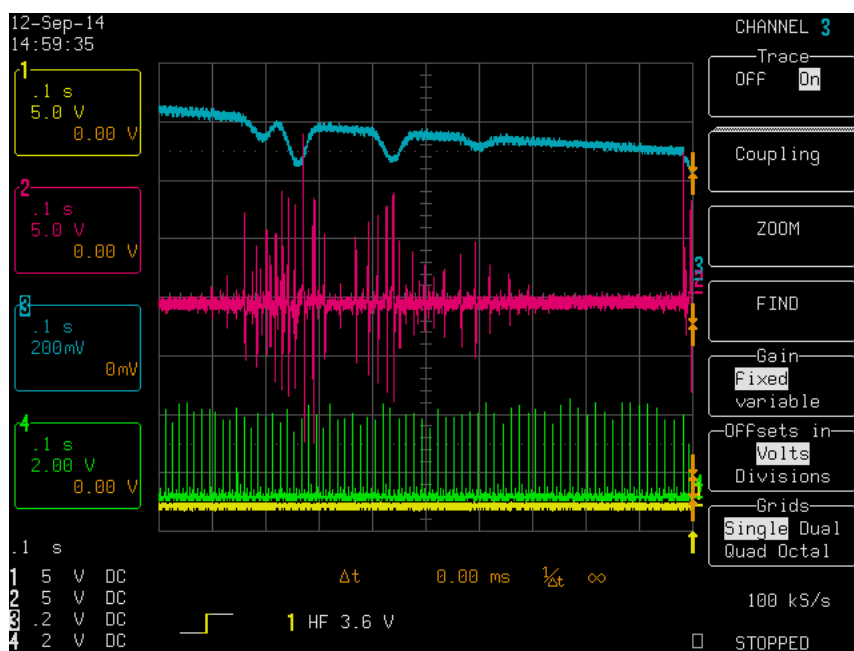 12-Sep-14
14:59:35
1
.1 s
5.0 V
0.00 V
2
.1 s
5.0 V
0.00 V
3
.1 s
200mV
0mV
4
.1 s
2.00 V
0.00 V
.1 s
1 5 V DC
2 5 V DC
3 .2 V DC
4 2 V DC
Δt 0.00 ms 1/Δt ∞
1 HF 3.6 V
CHANNEL 3
Trace
OFF On
Coupling
ZOOM
FIND
Gain
Fixed
variable
OFFsets in
Volts
Divisions
Grids
Single Dual
Quad Octal
100 kS/s
STOPPED